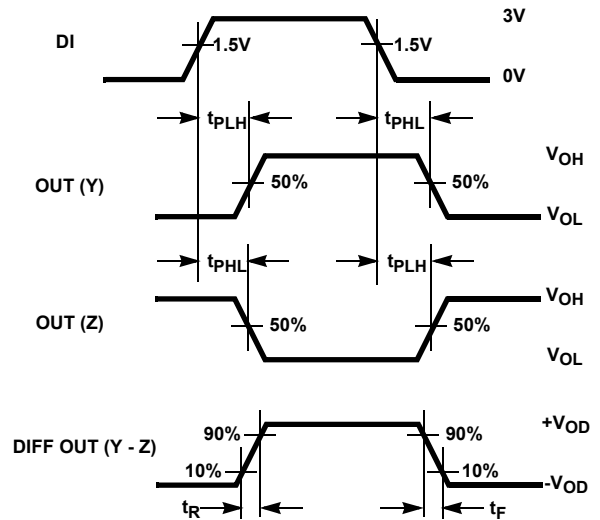 3V
DI
1.5V
1.5V
0V
tPLH
tPHL
VOH
OUT (Y)
50%
50%
VOL
tPHL
tPLH
VOH
OUT (Z)
50%
50%
VOL
+VOD
90%
90%
DIFF OUT (Y - Z)
10%
10%
-VOD
tR
tF